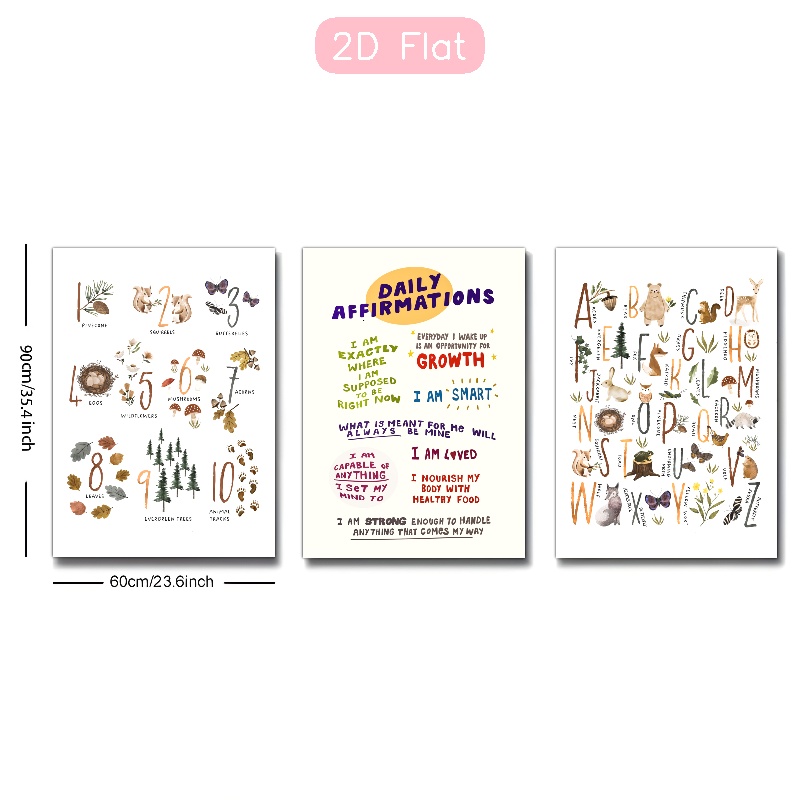 2D Flat
90cm/35.4 inch
60cm/23.6inch
1
PINECONE
2
SQUIRRELS
3
BUTTERFLIES
4
EGGS
5
WILDFLOWERS
6
MUSHROOMS
7
ACORNS
8
LEAVES
9
EVERGREEN TREES
10
ANIMAL
TRACKS
DAILY
AFFIRMATIONS
I AM
EXACTLY
WHERE
I AM
SUPPOSED
TO BE
RIGHT NOW
EVERYDAY I WAKE UP
IS AN OPPORTUNITY FOR
GROWTH
I AM SMART
WHAT IS MEANT FOR Me WILL
ALWAYS BE MINE
I AM
CAPABLE OF
ANYTHING
I SeT MY
MIND TO
I AM LOVED
I NOURISH MY
BODY WITH
HEALTHY FOOD
I AM STRONG ENOUGH TO HANDLE
ANYTHING THAT COMES MY WAY
A B C D
E F G H
I J K L M
N O P Q R
S T U V
W X Y Z